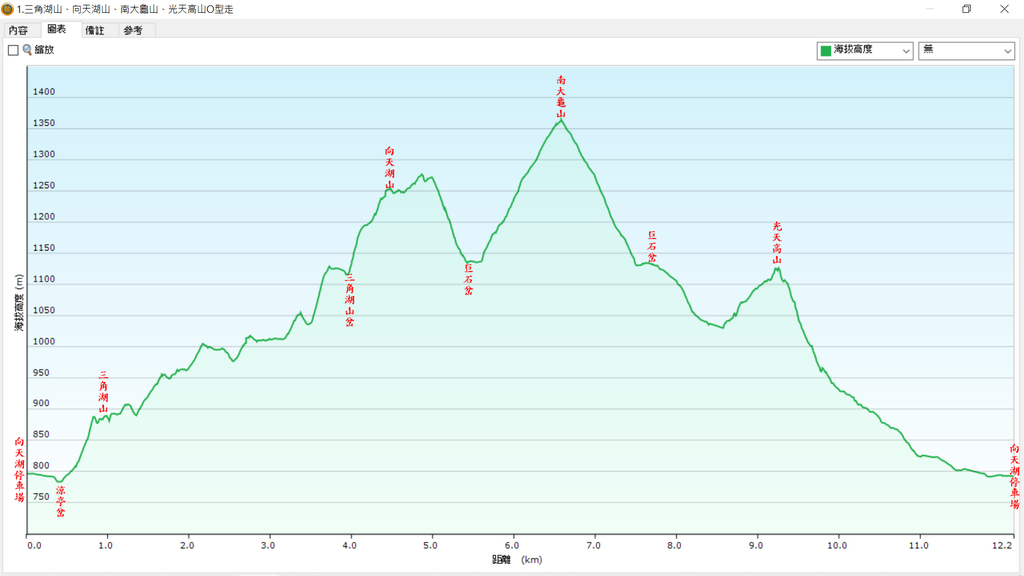 1.三角湖山、向天湖山、南大龜山、光天高山O型走
內容 圖表 備註 參考
縮放
海拔高度 無
1400
1350
1300
1250
1200
1150
1100
1050
1000
950
900
850
800
750
海拔高度 (m)
向天湖停車場
涼亭岔
三角湖山
三角湖山岔
向天湖山
巨石岔
南大龜山
巨石岔
光天高山
向天湖停車場
0.0 1.0 2.0 3.0 4.0 5.0 6.0 7.0 8.0 9.0 10.0 11.0 12.2
距離 (km)